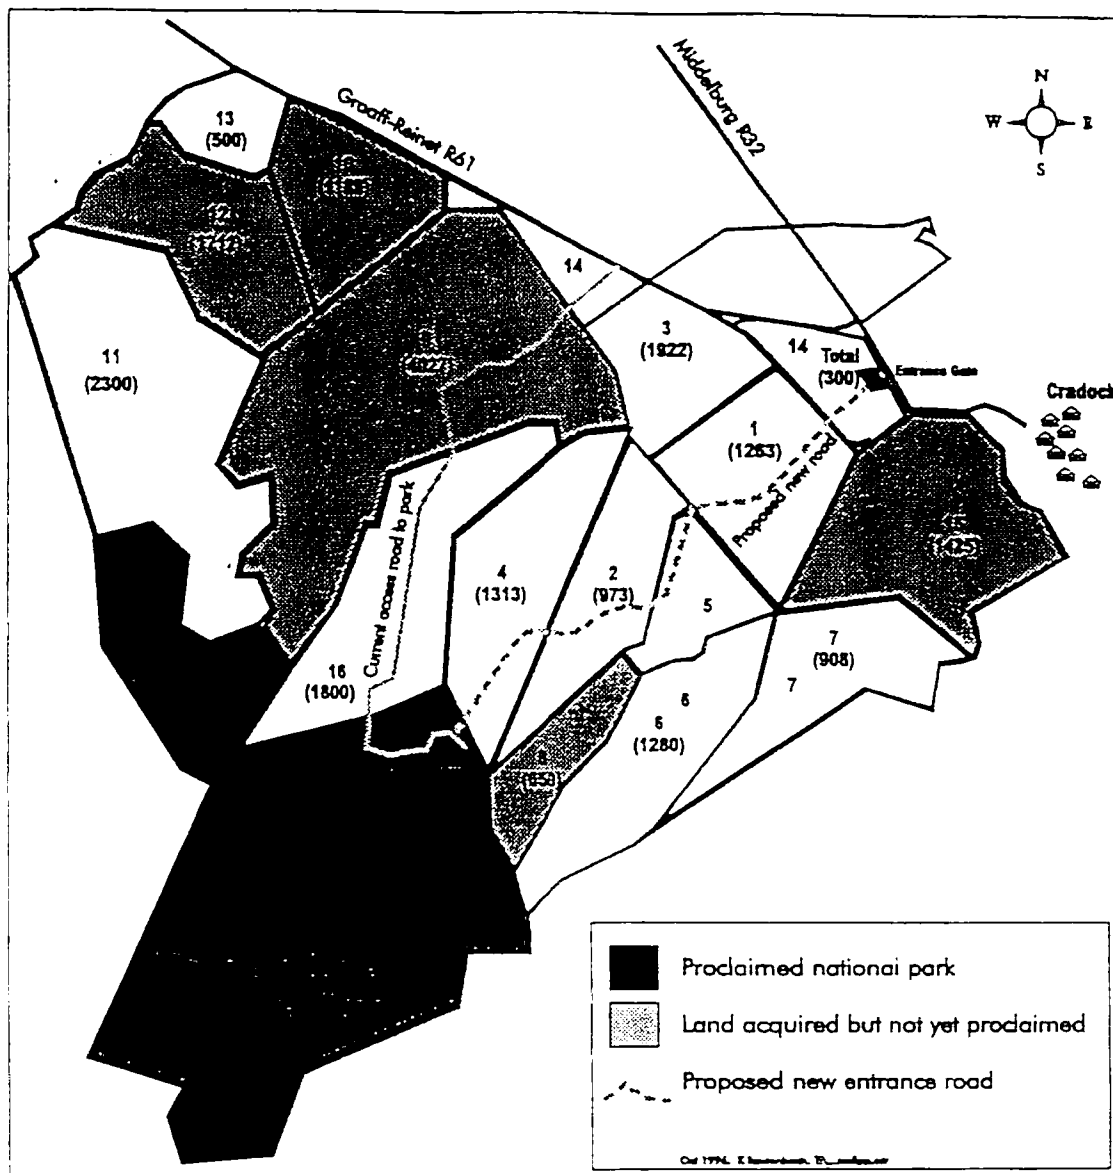 N
W E
S
Middelburg R32
Graaff-Reinet R61
13
(500)
14
3
(1922)
14
Total
(300)
Entrance Gate
Cradock
11
(2300)
1
(1263)
Proposed new road
Current access road to park
4
(1313)
2
(973)
5
7
(908)
7
16
(1800)
6
6
(1280)
Proclaimed national park
Land acquired but not yet proclaimed
Proposed new entrance road